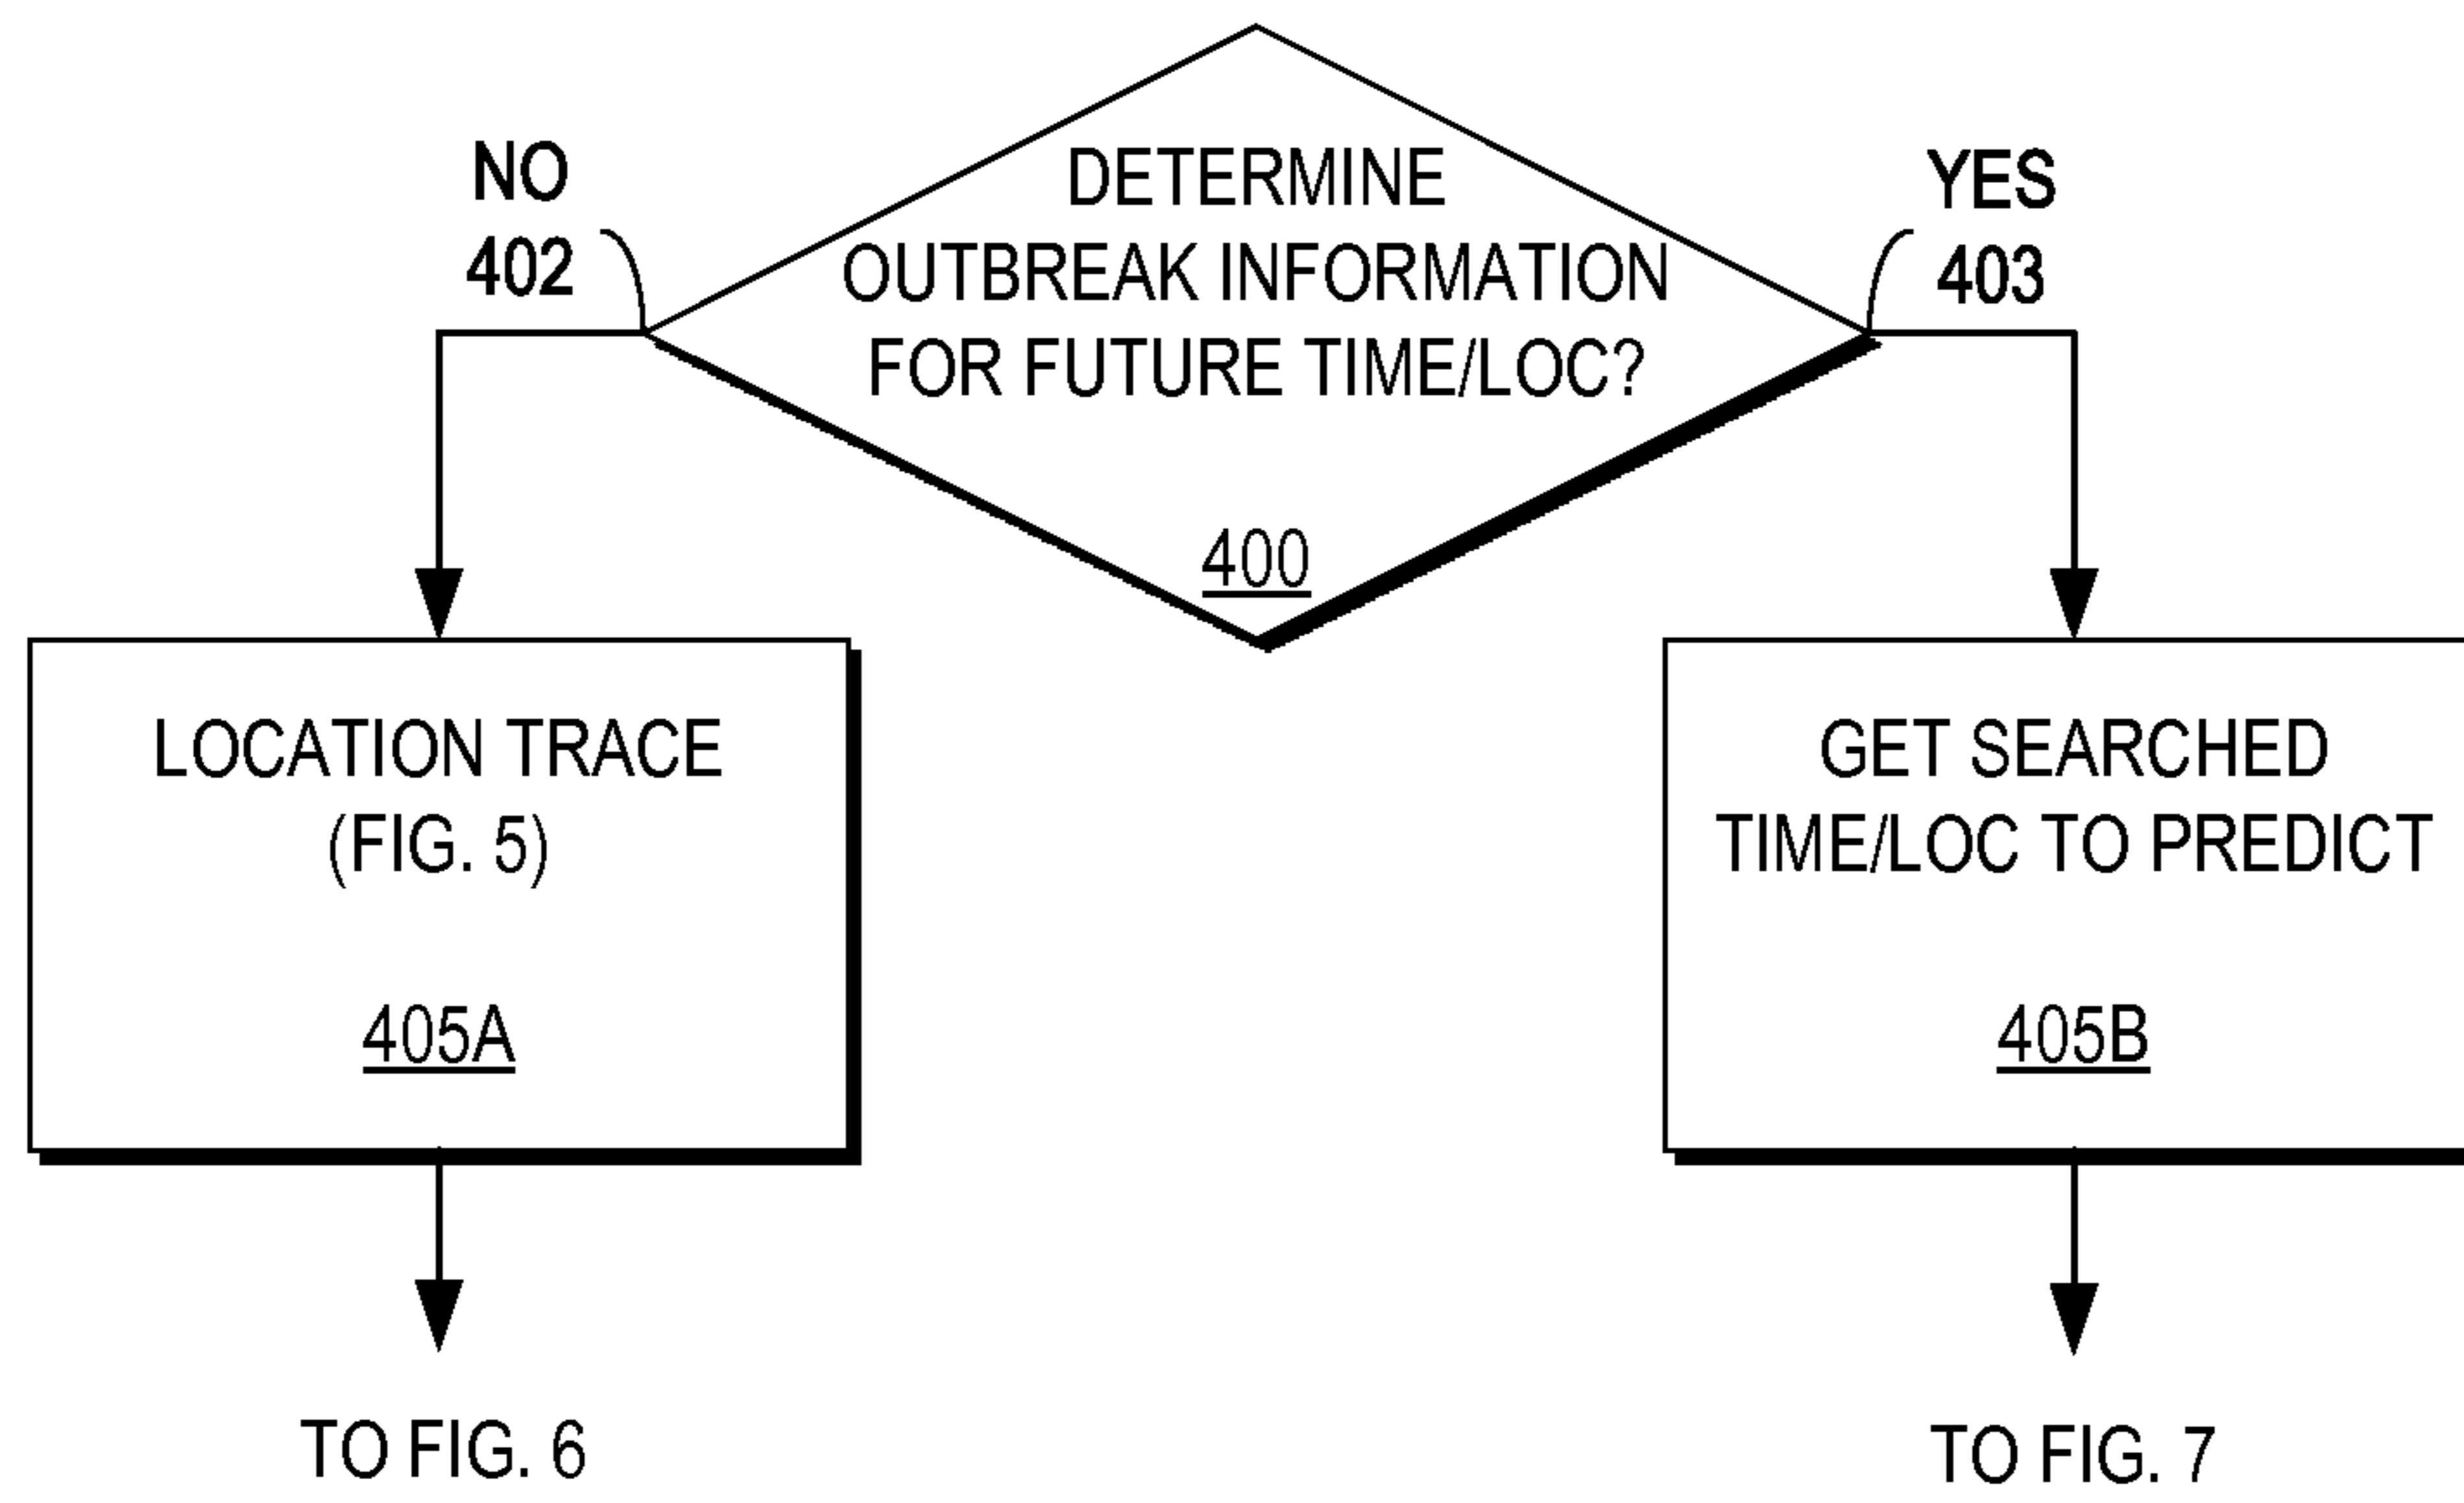 NO
402
DETERMINE
OUTBREAK INFORMATION
FOR FUTURE TIME/LOC?
400
YES
403
LOCATION TRACE
(FIG. 5)
405A
GET SEARCHED
TIME/LOC TO PREDICT
405B
TO FIG. 6
TO FIG. 7